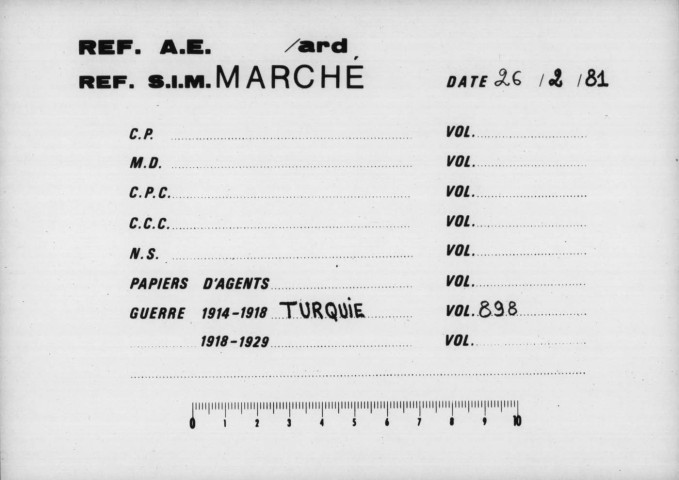 REF. A.E. /ard
REF. S.I.M. MARCHÉ DATE 26 / 2 / 81
C.P. VOL.
M.D. VOL.
C.P.C. VOL.
C.C.C. VOL.
N.S. VOL.
PAPIERS D'AGENTS VOL.
GUERRE 1914-1918 TURQUiE VOL. 898
1918-1929 VOL.
0 1 2 3 4 5 6 7 8 9 10